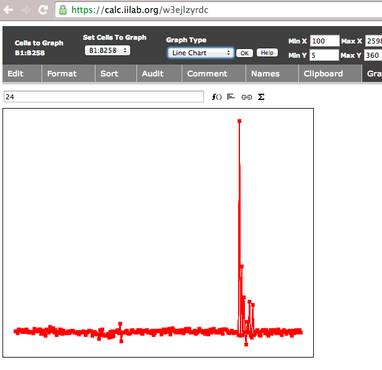 https://calc.iilab.org/w3ejlzyrdc
Cells to Graph
B1:B258
Set Cells To Graph
B1:B258
Graph Type
Line Chart
OK
Help
Min X 100 Max X 2598
Min Y 5 Max Y 360
Edit Format Sort Audit Comment Names Clipboard Gra
24
f() Σ